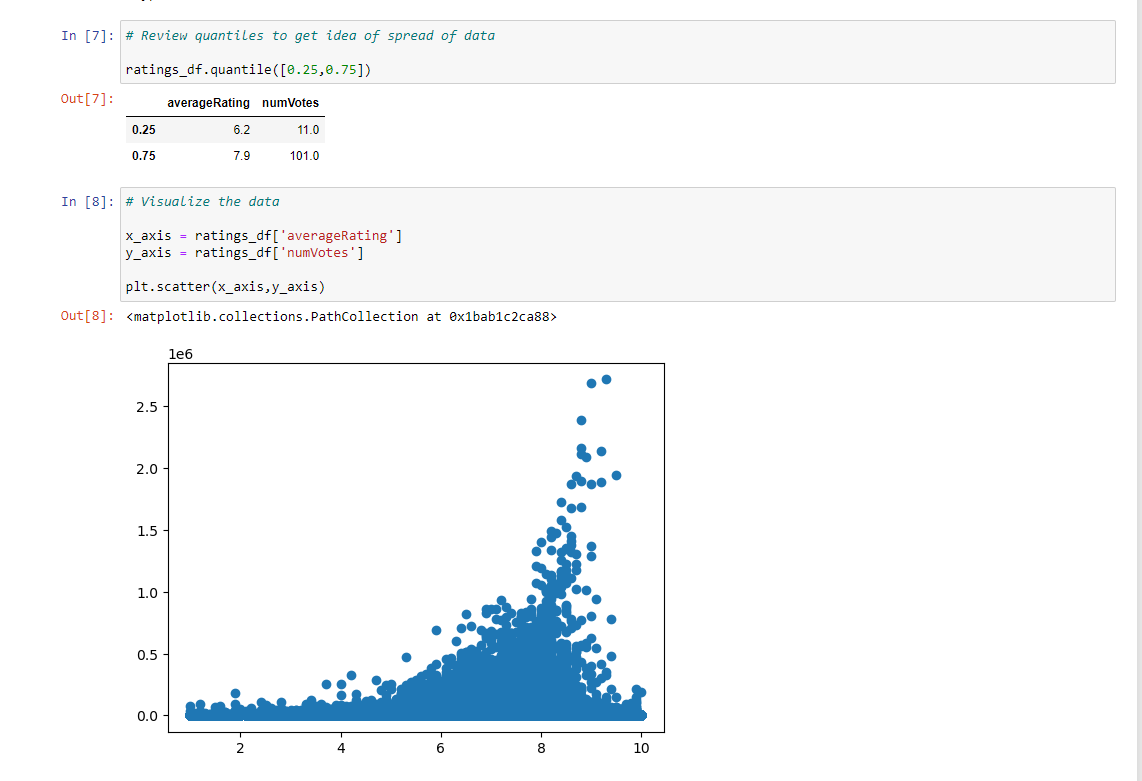 In [7]: # Review quantiles to get idea of spread of data
ratings_df.quantile([0.25,0.75])
Out[7]:
averageRating numVotes
0.25 6.2 11.0
0.75 7.9 101.0
In [8]: # Visualize the data
x_axis = ratings_df['averageRating']
y_axis = ratings_df['numVotes']
plt.scatter(x_axis,y_axis)
Out[8]: <matplotlib.collections.PathCollection at 0x1bab1c2ca88>
1e6
2.5
2.0
1.5
1.0
0.5
0.0
2 4 6 8 10